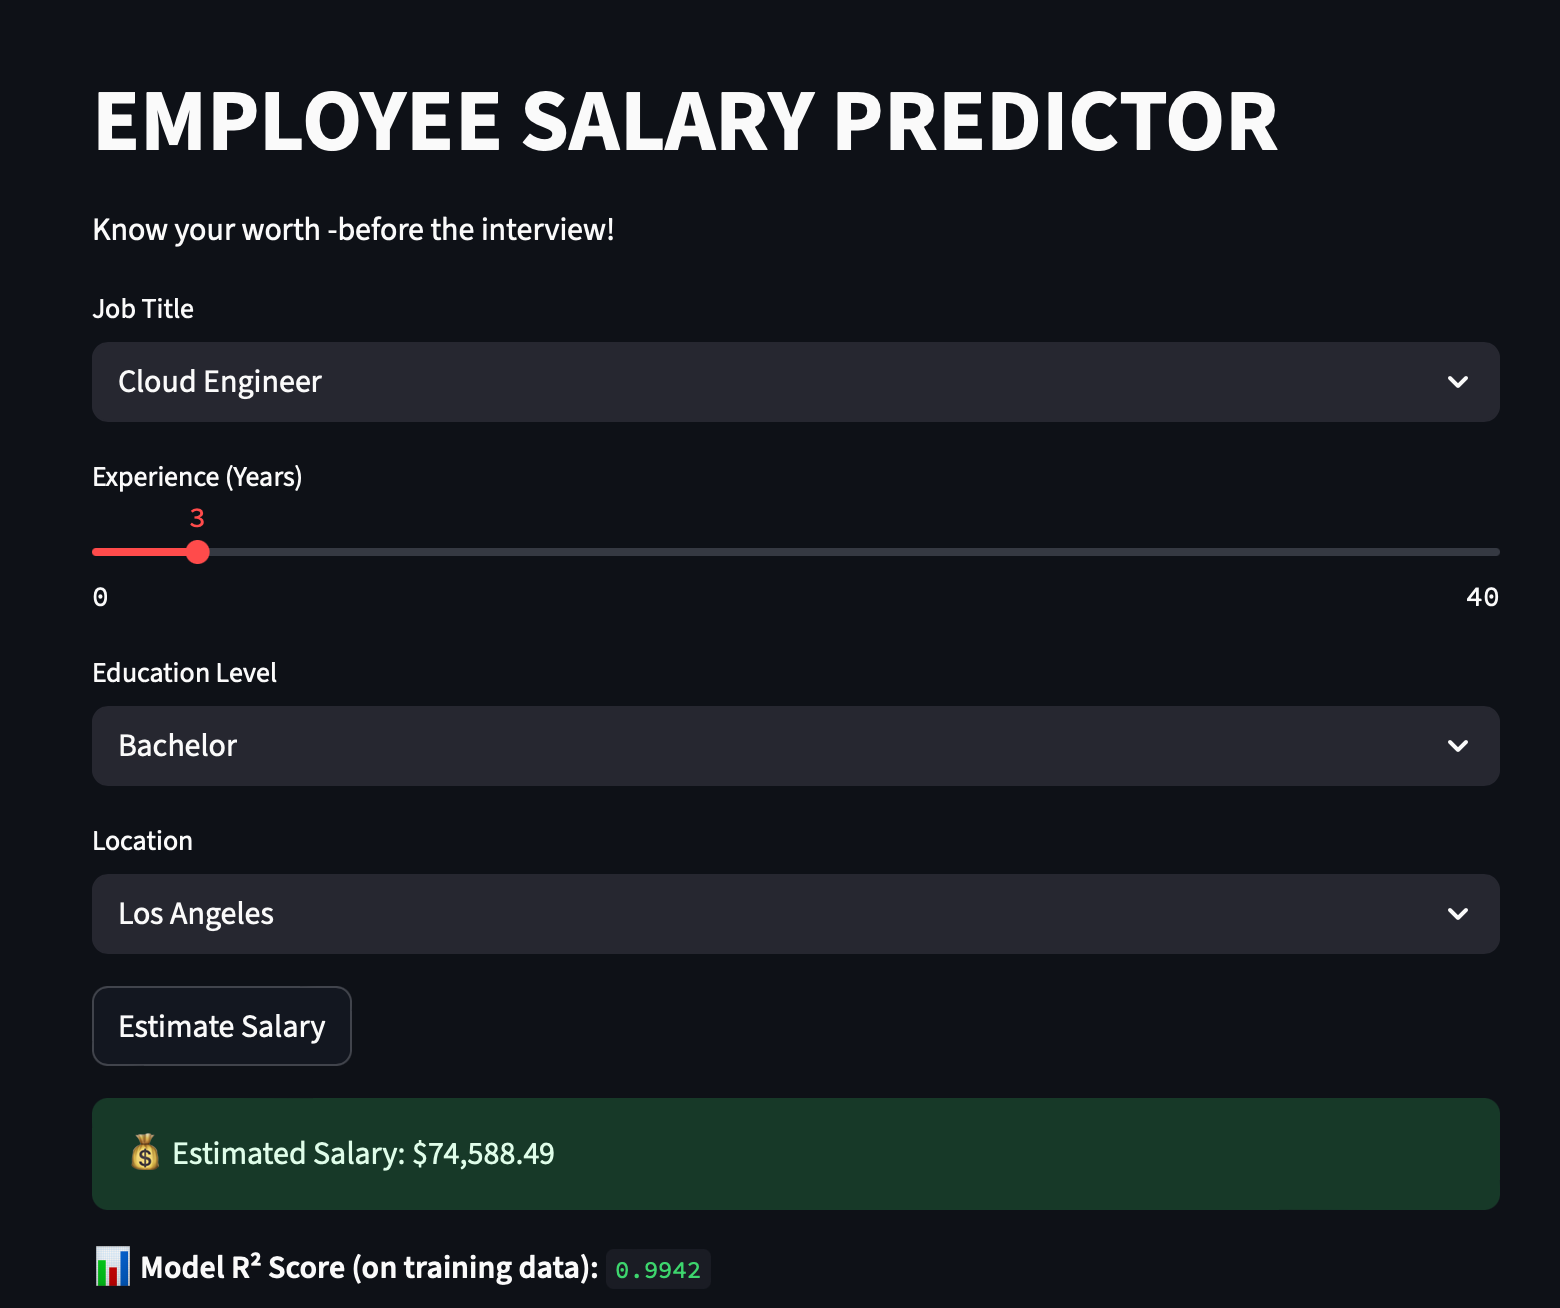 EMPLOYEE SALARY PREDICTOR
Know your worth -before the interview!
Job Title
Cloud Engineer
Experience (Years)
3
0
40
Education Level
Bachelor
Location
Los Angeles
Estimate Salary
💰 Estimated Salary: $74,588.49
📊 Model R² Score (on training data): 0.9942